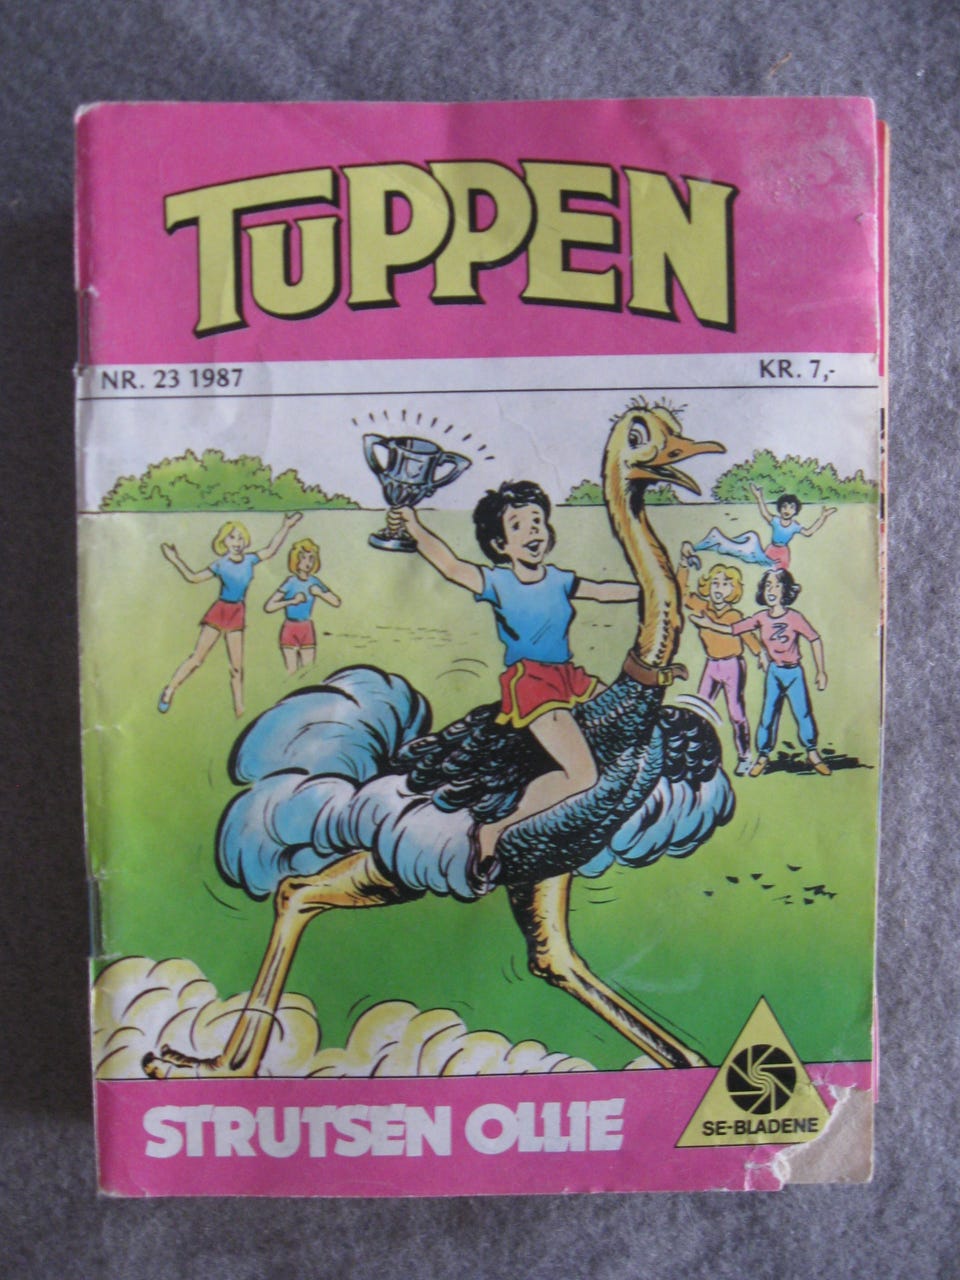 TUPPEN
NR. 23 1987
KR. 7,-
SE-BLADENE
STRUTSEN OLLIE